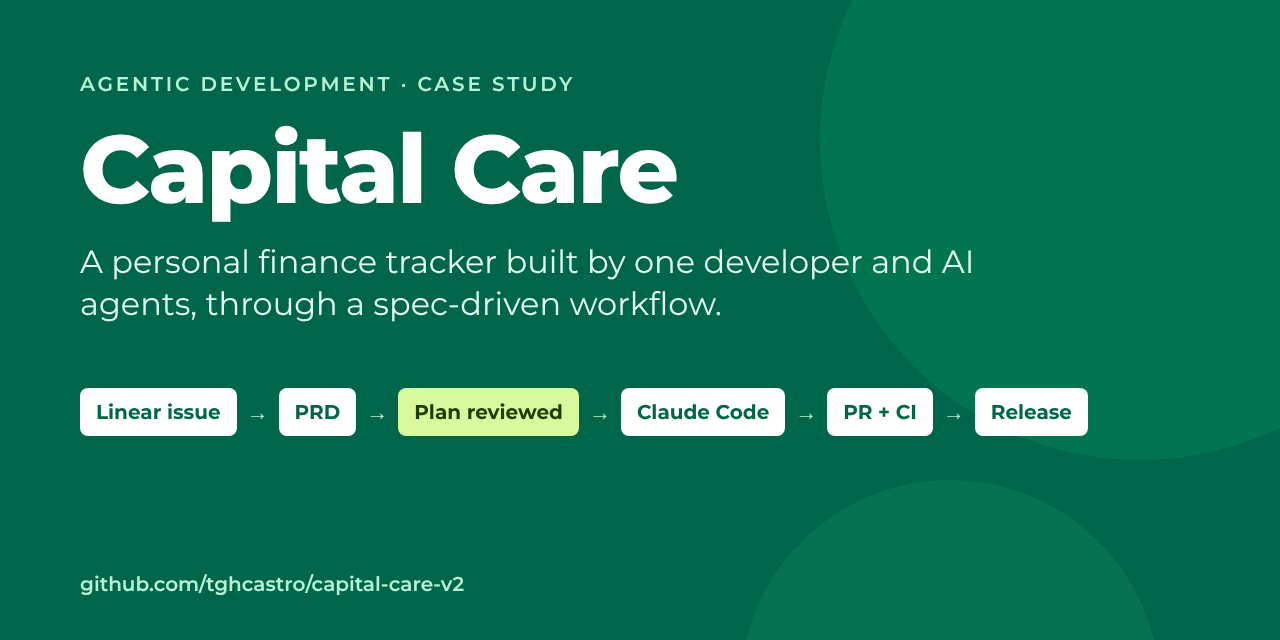 AGENTIC DEVELOPMENT · CASE STUDY
Capital Care
A personal finance tracker built by one developer and AI
agents, through a spec-driven workflow.
Linear issue → PRD → Plan reviewed → Claude Code → PR + CI → Release
github.com/tghcastro/capital-care-v2